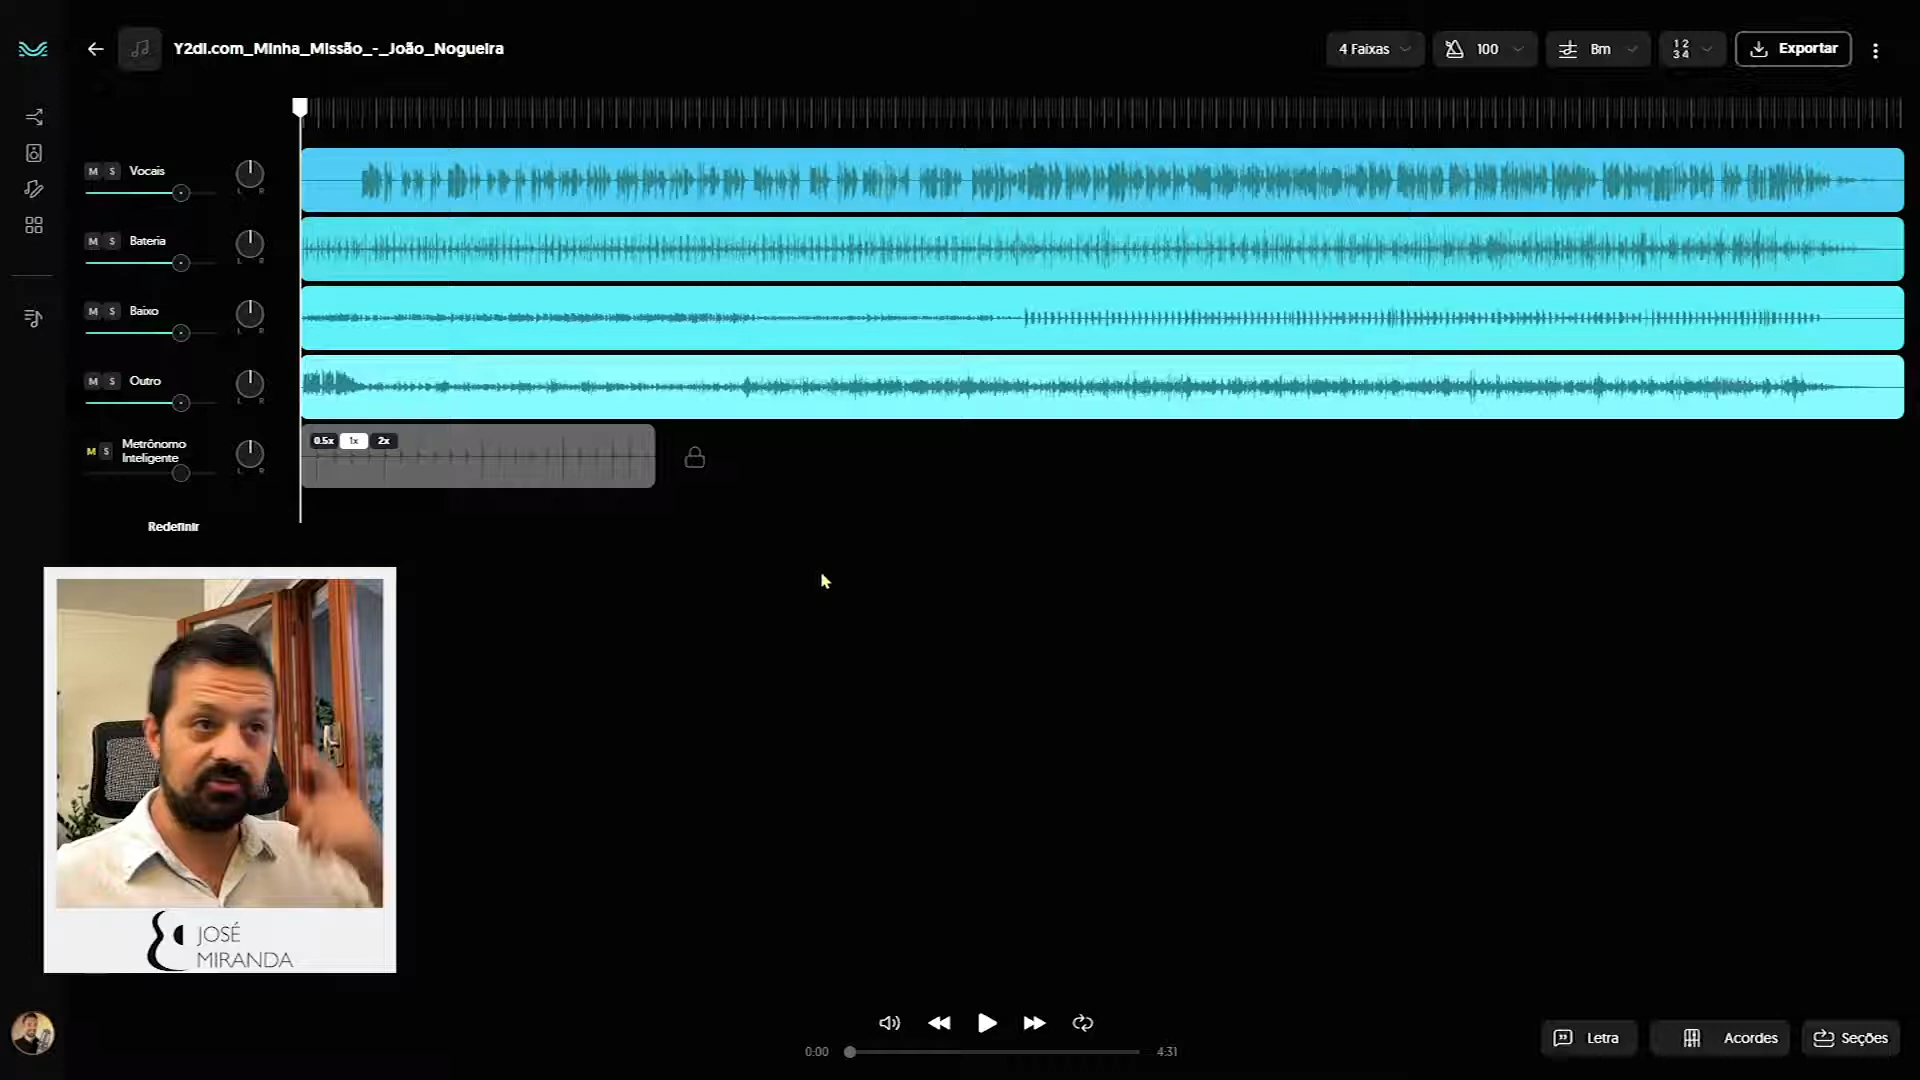 Y2dl.com_Minha_Missão_-_João_Nogueira
4 Faixas
100
Bm
1 2
3 4
Exportar
M S Vocais
L R
M S Bateria
L R
M S Baixo
L R
M S Outro
L R
M S Metrônomo
Inteligente
L R
0.5x 1x 2x
Redefinir
JOSÉ
MIRANDA
0:00
4:31
Letra
Acordes
Seções